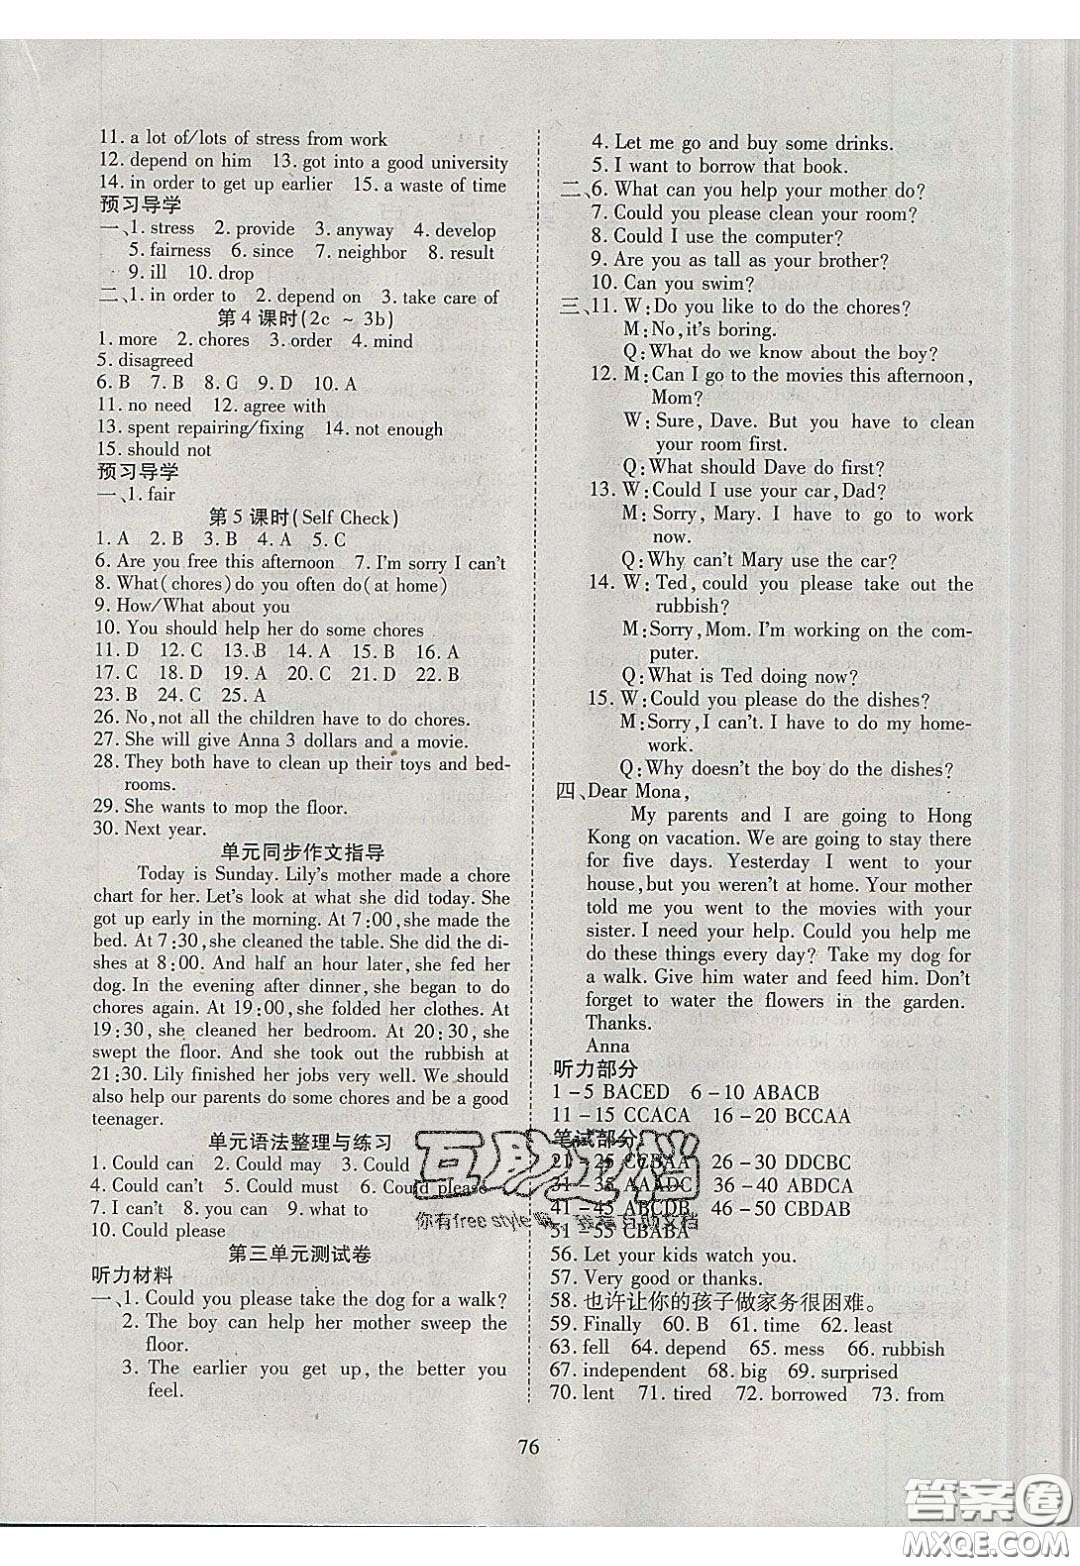 11. a lot of/lots of stress from work
12. depend on him 13. got into a good university
14. in order to get up earlier 15. a waste of time
预习导学
一、1. stress 2. provide 3. anyway 4. develop
5. fairness 6. since 7. neighbor 8. result
9. ill 10. drop
二、1. in order to 2. depend on 3. take care of
第 4 课时(2c ~ 3b)
1. more 2. chores 3. order 4. mind
5. disagreed
6. B 7. B 8. C 9. D 10. A
11. no need 12. agree with
13. spent repairing/fixing 14. not enough
15. should not
预习导学
一、1. fair
第 5 课时(Self Check)
1. A 2. B 3. B 4. A 5. C
6. Are you free this afternoon 7. I'm sorry I can't
8. What(chores)do you often do(at home)
9. How/What about you
10. You should help her do some chores
11. D 12. C 13. B 14. A 15. B 16. A
17. C 18. D 19. A 20. C 21. D 22. B
23. B 24. C 25. A
26. No, not all the children have to do chores.
27. She will give Anna 3 dollars and a movie.
28. They both have to clean up their toys and bed-
rooms.
29. She wants to mop the floor.
30. Next year.
单元同步作文指导
Today is Sunday. Lily's mother made a chore
chart for her. Let's look at what she did today. She
got up early in the morning. At 7:00, she made the
bed. At 7:30, she cleaned the table. She did the di-
shes at 8:00. And half an hour later, she fed her
dog. In the evening after dinner, she began to do
chores again. At 19:00, she folded her clothes. At
19:30, she cleaned her bedroom. At 20:30, she
swept the floor. And she took out the rubbish at
21:30. Lily finished her jobs very well. We should
also help our parents do some chores and be a good
teenager.
单元语法整理与练习
1. Could can 2. Could may 3. Could
4. Could can't 5. Could must 6. Could please
7. I can't 8. you can 9. what to
10. Could please
第三单元测试卷
听力材料
一、1. Could you please take the dog for a walk?
2. The boy can help her mother sweep the
floor.
3. The earlier you get up, the better you
feel.
4. Let me go and buy some drinks.
5. I want to borrow that book.
二、6. What can you help your mother do?
7. Could you please clean your room?
8. Could I use the computer?
9. Are you as tall as your brother?
10. Can you swim?
三、11. W: Do you like to do the chores?
M: No, it's boring.
Q: What do we know about the boy?
12. M: Can I go to the movies this afternoon,
Mom?
W: Sure, Dave. But you have to clean
your room first.
Q: What should Dave do first?
13. W: Could I use your car, Dad?
M: Sorry, Mary. I have to go to work
now.
Q: Why can't Mary use the car?
14. W: Ted, could you please take out the
rubbish?
M: Sorry, Mom. I'm working on the com-
puter.
Q: What is Ted doing now?
15. W: Could you please do the dishes?
M: Sorry, I can't. I have to do my home-
work.
Q: Why doesn't the boy do the dishes?
四、Dear Mona,
My parents and I are going to Hong
Kong on vacation. We are going to stay there
for five days. Yesterday I went to your
house, but you weren't at home. Your mother
told me you went to the movies with your
sister. I need your help. Could you help me
do these things every day? Take my dog for
a walk. Give him water and feed him. Don't
forget to water the flowers in the garden.
Thanks.
Anna
听力部分
1－5 BACED 6－10 ABACB
11－15 CCACA 16－20 BCCAA
笔试部分
21－25 CCBAA 26－30 DDCBC
31－35 AAADC 36－40 ABDCA
41－45 ABCDB 46－50 CBDAB
51－55 CBABA
56. Let your kids watch you.
57. Very good or thanks.
58. 也许让你的孩子做家务很困难。
59. Finally 60. B 61. time 62. least
63. fell 64. depend 65. mess 66. rubbish
67. independent 68. big 69. surprised
70. lent 71. tired 72. borrowed 73. from
76
互助文档
你有free style嘛
答案卷
MXQE.COM